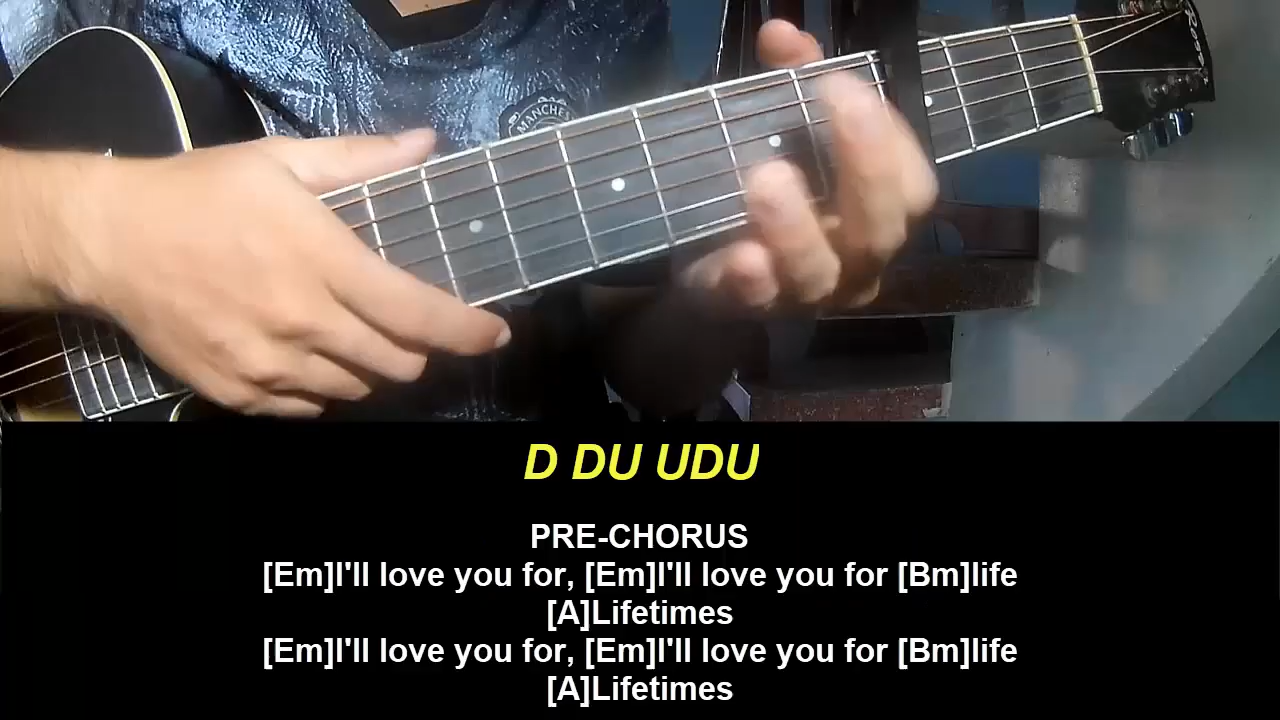 MANCHES
D DU UDU
PRE-CHORUS
[Em]I'll love you for, [Em]I'll love you for [Bm]life
[A]Lifetimes
[Em]I'll love you for, [Em]I'll love you for [Bm]life
[A]Lifetimes